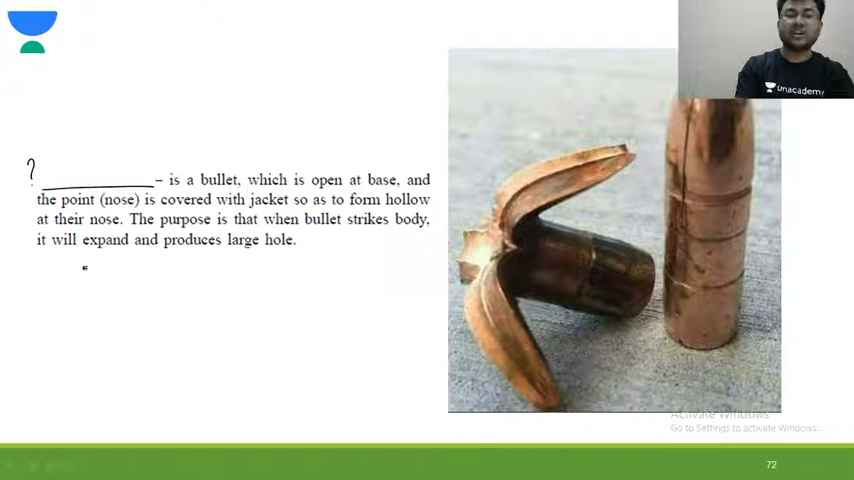 unacademy
?
____________– is a bullet, which is open at base, and
the point (nose) is covered with jacket so as to form hollow
at their nose. The purpose is that when bullet strikes body,
it will expand and produces large hole.
Activate Windows
Go to Settings to activate Windows...
72